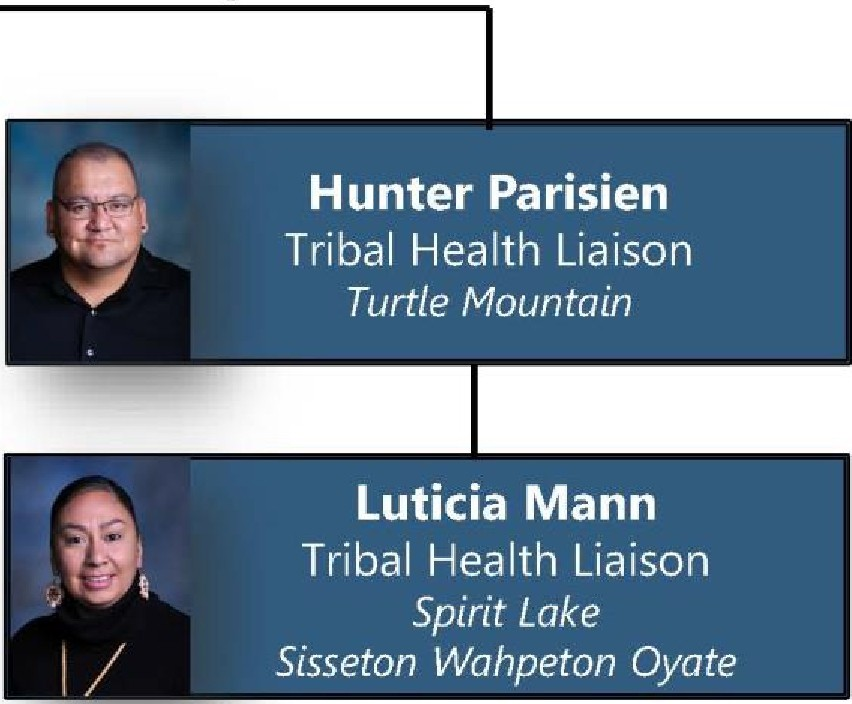 Hunter Parisien
Tribal Health Liaison
Turtle Mountain
Luticia Mann
Tribal Health Liaison
Spirit Lake
Sisseton Wahpeton Oyate